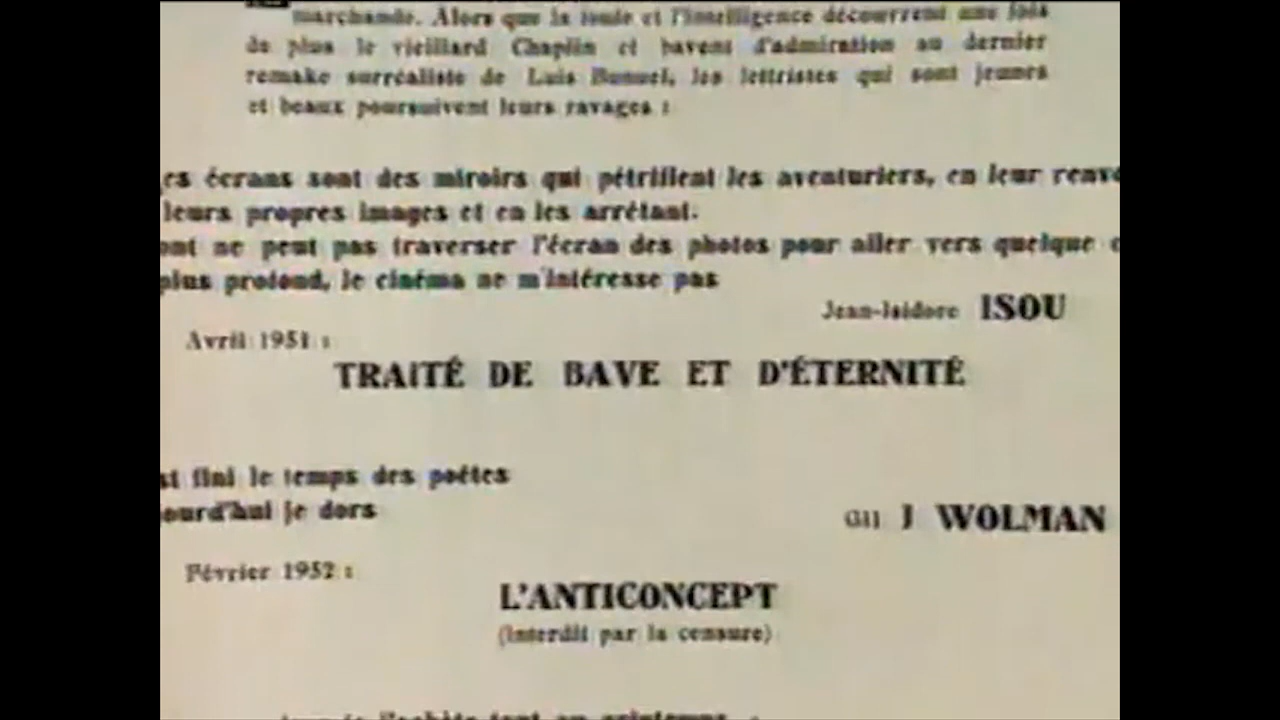 marchande. Alors que la foule et l'intelligence découvrent une fois
de plus le vieillard Chaplin et bavent d'admiration au dernier
remake surréaliste de Luis Bunuel, les lettristes qui sont jeunes
et beaux poursuivent leurs ravages :
es écrans sont des miroirs qui pétrifient les aventuriers, en leur renvo
leurs propres images et en les arrêtant.
ont ne peut pas traverser l'écran des photos pour aller vers quelque c
plus profond, le cinéma ne m'intéresse pas
Jean-Isidore ISOU
Avril 1951 :
TRAITÉ DE BAVE ET D'ÉTERNITÉ
st fini le temps des poètes
ourd'hui je dors
Gil J WOLMAN
Février 1952 :
L'ANTICONCEPT
(Interdit par la censure)
tout au printemps